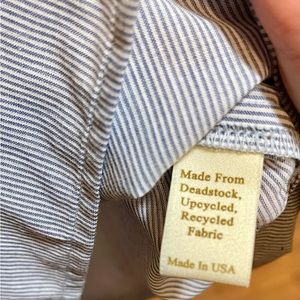 Made From
Deadstock,
Upcycled,
Recycled
Fabric
Made In USA